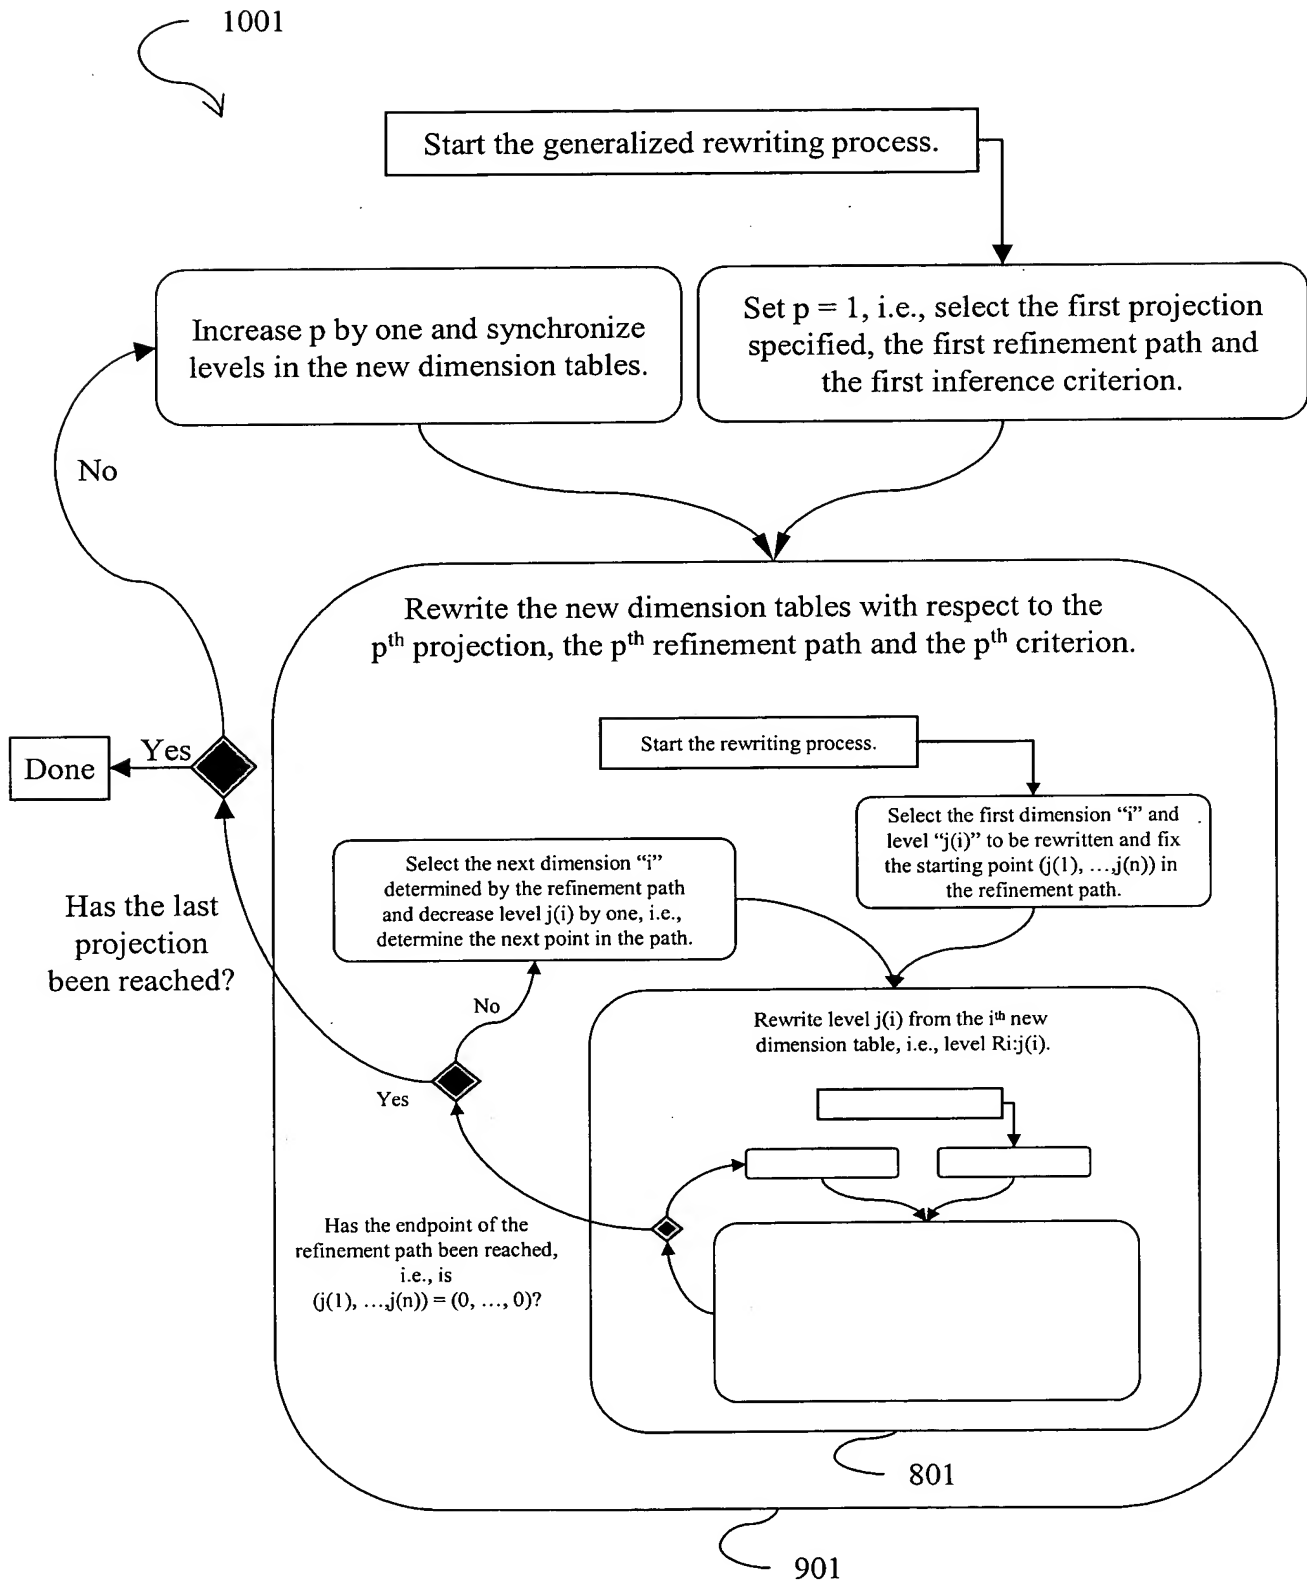 1001
Start the generalized rewriting process.
Increase p by one and synchronize
levels in the new dimension tables.
Set p = 1, i.e., select the first projection
specified, the first refinement path and
the first inference criterion.
No
Rewrite the new dimension tables with respect to the
pth projection, the pth refinement path and the pth criterion.
Done
Yes
Start the rewriting process.
Select the first dimension “i” and
level “j(i)” to be rewritten and fix
the starting point (j(1), …,j(n)) in
the refinement path.
Select the next dimension “i”
determined by the refinement path
and decrease level j(i) by one, i.e.,
determine the next point in the path.
Has the last
projection
been reached?
No
Rewrite level j(i) from the ith new
dimension table, i.e., level Ri:j(i).
Yes
Has the endpoint of the
refinement path been reached,
i.e., is
(j(1), …,j(n)) = (0, …, 0)?
801
901